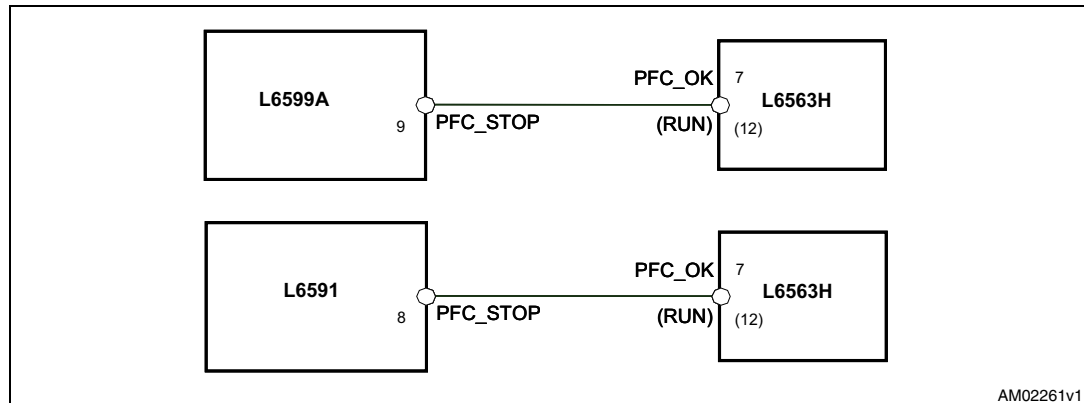 PFC_OK 7
L6599A L6563H
9 PFC_STOP (RUN) (12)
PFC_OK 7
L6591 L6563H
8 PFC_STOP (RUN) (12)
AM02261v1